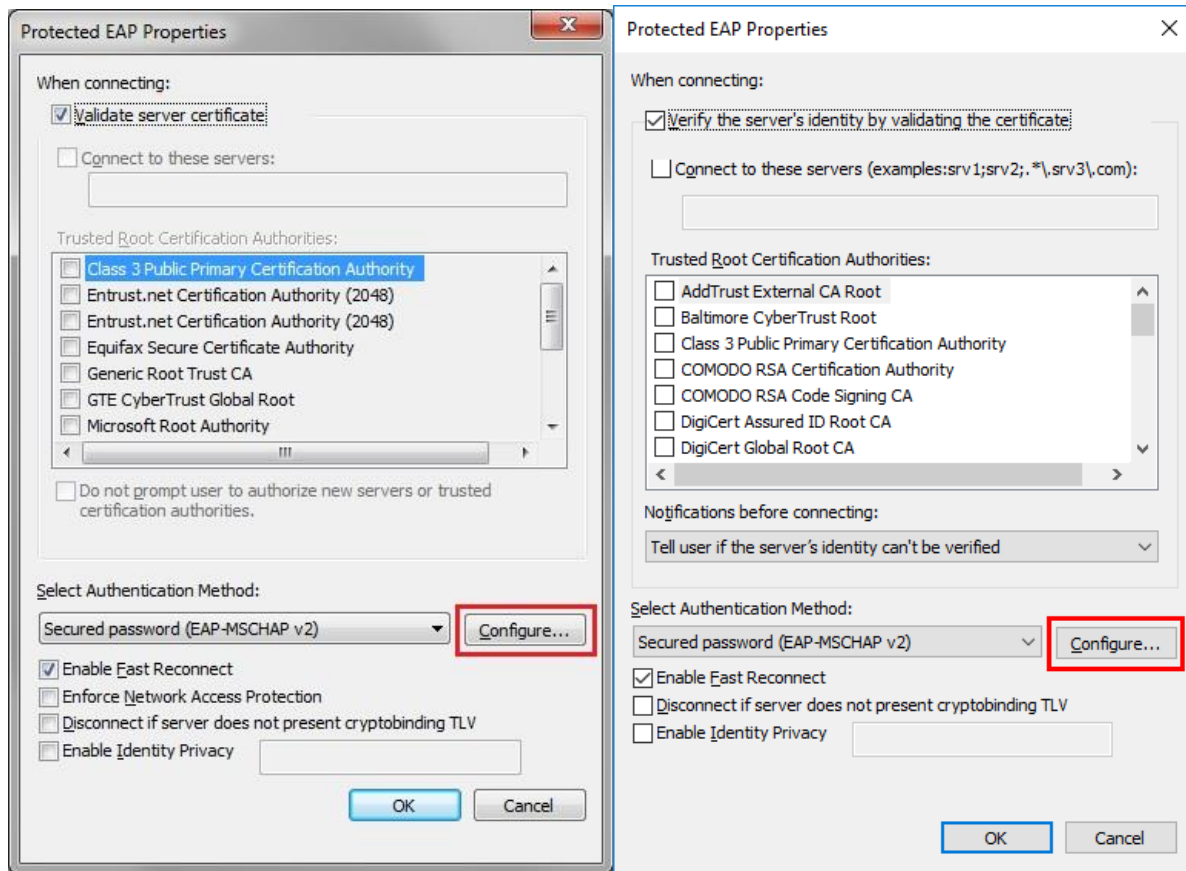 Protected EAP Properties
When connecting:
Validate server certificate
Connect to these servers:
Trusted Root Certification Authorities:
Class 3 Public Primary Certification Authority
Entrust.net Certification Authority (2048)
Entrust.net Certification Authority (2048)
Equifax Secure Certificate Authority
Generic Root Trust CA
GTE CyberTrust Global Root
Microsoft Root Authority
Do not prompt user to authorize new servers or trusted
certification authorities.
Select Authentication Method:
Secured password (EAP-MSCHAP v2)
Configure...
Enable Fast Reconnect
Enforce Network Access Protection
Disconnect if server does not present cryptobinding TLV
Enable Identity Privacy
OK
Cancel
Protected EAP Properties
When connecting:
Verify the server's identity by validating the certificate
Connect to these servers (examples:srv1;srv2;.*\.srv3\.com):
Trusted Root Certification Authorities:
AddTrust External CA Root
Baltimore CyberTrust Root
Class 3 Public Primary Certification Authority
COMODO RSA Certification Authority
COMODO RSA Code Signing CA
DigiCert Assured ID Root CA
DigiCert Global Root CA
Notifications before connecting:
Tell user if the server's identity can't be verified
Select Authentication Method:
Secured password (EAP-MSCHAP v2)
Configure...
Enable Fast Reconnect
Disconnect if server does not present cryptobinding TLV
Enable Identity Privacy
OK
Cancel